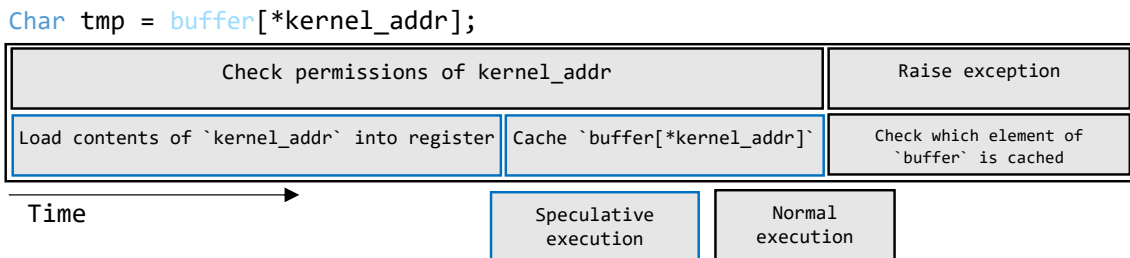 Char tmp = buffer[*kernel_addr];
Check permissions of kernel_addr
Raise exception
Load contents of `kernel_addr` into register
Cache `buffer[*kernel_addr]`
Check which element of
`buffer` is cached
Time
Speculative
execution
Normal
execution